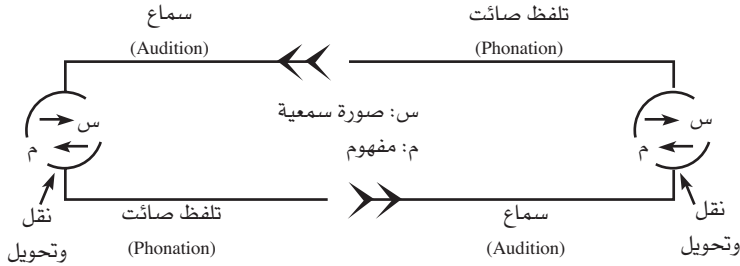 تلفظ صائت
(Phonation)
سماع
(Audition)
س: صورة سمعية
م: مفهوم
س
م
س
م
نقل
وتحويل
سماع
(Audition)
تلفظ صائت
(Phonation)
نقل
وتحويل